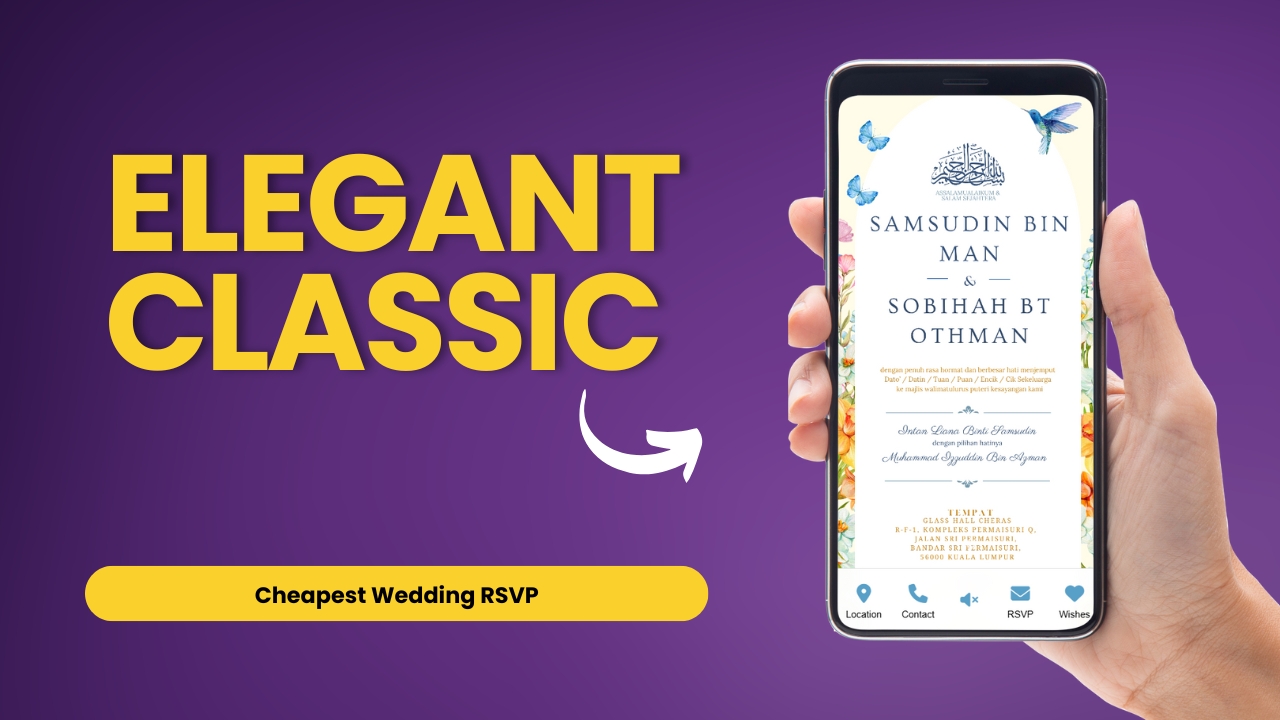 ELEGANT
CLASSIC
Cheapest Wedding RSVP
ASSALAMUALAIKUM &
SALAM SEJAHTERA
SAMSUDIN BIN
MAN
&
SOBIHAH BT
OTHMAN
dengan penuh rasa hormat dan berbesar hati menjemput
Dato' / Datin / Tuan / Puan / Encik / Cik Sekeluarga
ke majlis walimatulurus puteri kesayangan kami
Intan Liana Binti Samsudin
dengan pilihan hatinya
Muhammad Izzuddin Bin Azman
TEMPAT
GLASS HALL CHERAS
R-F-1, KOMPLEKS PERMAISURI Q,
JALAN SRI PERMAISURI,
BANDAR SRI PERMAISURI,
56000 KUALA LUMPUR
Location
Contact
RSVP
Wishes